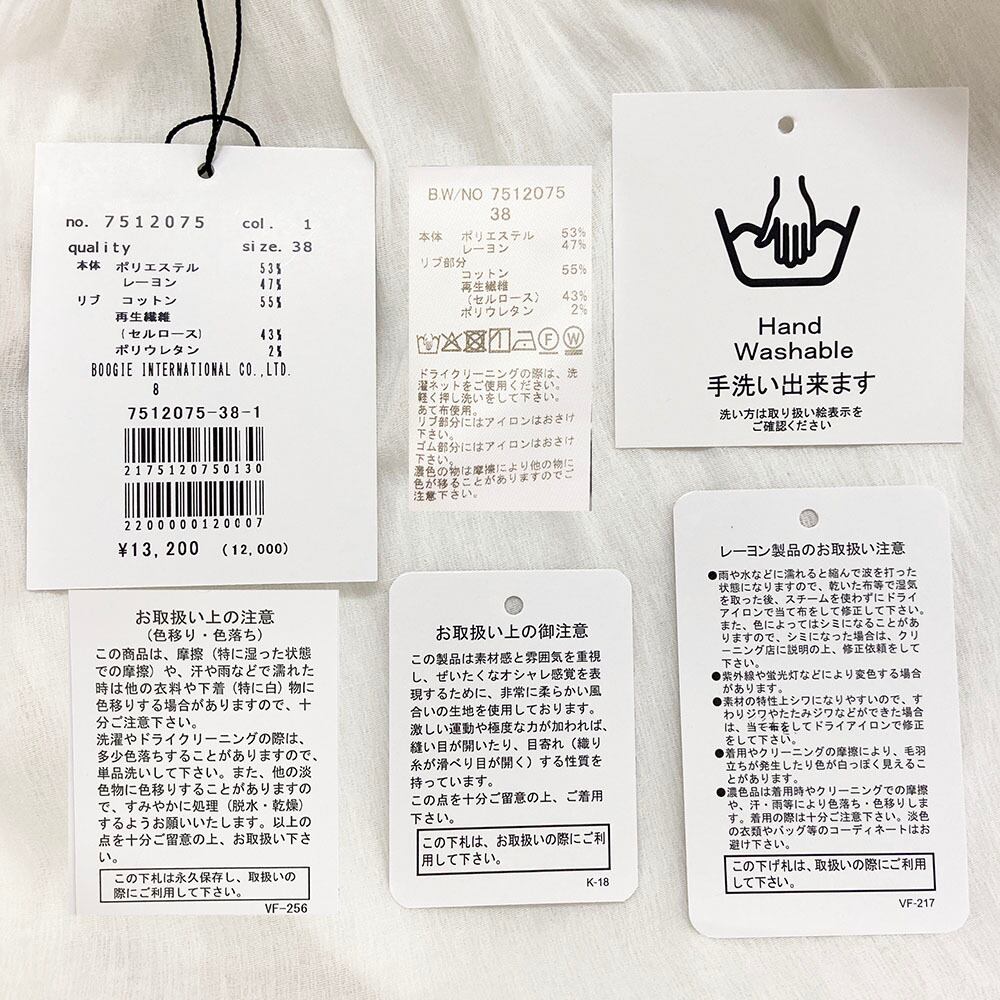 no. 7512075 col. 1
quality size. 38
本体 ポリエステル 53%
レーヨン 47%
リブ コットン 55%
再生繊維
(セルロース) 43%
ポリウレタン 2%
BOOGIE INTERNATIONAL CO.,LTD.
8
7512075-38-1
2175120750130
2200000120007
¥13,200 (12,000)
B.W/NO 7512075
38
本体 ポリエステル 53%
レーヨン 47%
リブ部分
コットン 55%
再生繊維
(セルロース) 43%
ポリウレタン 2%
F W
ドライクリーニングの際は、洗
濯ネットをご使用ください。
軽く押し洗いをして下さい。
あて布使用。
リブ部分にはアイロンはおさけ
下さい。
ゴム部分にはアイロンはおさけ
下さい。
濃色の物は摩擦により他の物に
色が移ることがありますのでご
注意下さい。
Hand
Washable
手洗い出来ます
洗い方は取り扱い絵表示を
ご確認ください
お取扱い上の注意
(色移り・色落ち)
この商品は、摩擦(特に湿った状態
での摩擦)や、汗や雨などで濡れた
時は他の衣料や下着(特に白)物に
色移りする場合がありますので、十
分ご注意下さい。
洗濯やドライクリーニングの際は、
多少色落ちすることがありますので、
単品洗いして下さい。また、他の淡
色物に色移りすることがありますの
で、すみやかに処理(脱水・乾燥)
するようお願いいたします。以上の
点を十分ご留意の上、お取扱い下さ
い。
この下札は永久保存し、取扱いの
際にご利用して下さい。
VF-256
お取扱い上の御注意
この製品は素材感と雰囲気を重視
し、ぜいたくなオシャレ感覚を表
現するために、非常に柔らかい風
合いの生地を使用しております。
激しい運動や極度な力が加われば、
縫い目が開いたり、目寄れ(織り
糸が滑べり目が開く)する性質を
持っています。
この点を十分ご留意の上、ご着用
下さい。
この下札は、お取扱いの際にご利
用して下さい。
K-18
レーヨン製品のお取扱い注意
●雨や水などに濡れると縮んで波を打った
状態になりますので、乾いた布等で湿気
を取った後、スチームを使わずにドライ
アイロンで当て布をして修正して下さい。
また、色によってはシミになることがあ
りますので、シミになった場合は、クリ
ーニング店に説明の上、修正依頼をして
下さい。
●紫外線や蛍光灯などにより変色する場合
があります。
●素材の特性上シワになりやすいので、す
わりジワやたたみジワなどができた場合
は、当て布をしてドライアイロンで修正
をして下さい。
●着用やクリーニングの摩擦により、毛羽
立ちが発生したり色が白っぽく見えるこ
とがあります。
●濃色品は着用時やクリーニングでの摩擦
や、汗・雨等により色落ち・色移りしま
す。着用の際は十分ご注意下さい。淡色
の衣類やバッグ等のコーディネートはお
避け下さい。
この下げ札は、取扱いの際にご利用
して下さい。
VF-217